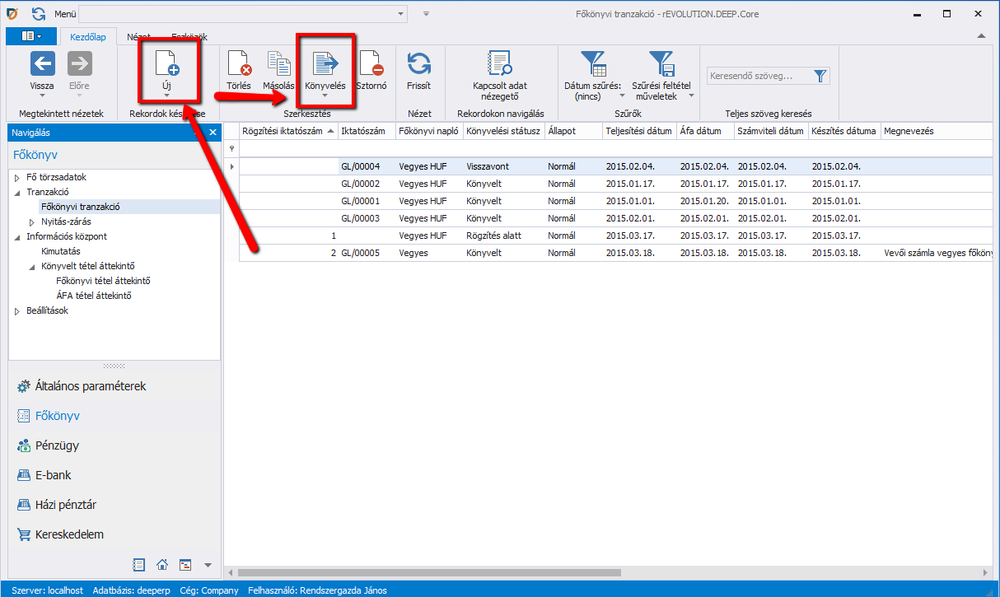 Menü
Főkönyvi tranzakció - rEVOLUTION.DEEP.Core
Kezdőlap Nézet Eszközök
Vissza Előre
Megtekintett nézetek
Új
Törlés Másolás Könyvelés Sztornó
Szerkesztés
Frissít
Nézet
Kapcsolt adat
nézegető
Rekordokon navigálás
Dátum szűrés:
(nincs)
Szűrési feltétel
műveletek
Szűrők
Keresendő szöveg...
Teljes szöveg keresés
Rekordok
Navigálás
Főkönyv
Fő törzsadatok
Tranzakció
Főkönyvi tranzakció
Nyitás-zárás
Információs központ
Kimutatás
Könyvelt tétel áttekintő
Főkönyvi tétel áttekintő
ÁFA tétel áttekintő
Beállítások
Általános paraméterek
Főkönyv
Pénzügy
E-bank
Házi pénztár
Kereskedelem
Rögzítési iktatószám Iktatószám Főkönyvi napló Könyvelési státusz Állapot Teljesítési dátum Áfa dátum Számviteli dátum Készítés dátuma Megnevezés
GL/00004 Vegyes HUF Visszavont Normál 2015.02.04. 2015.02.04. 2015.02.04. 2015.02.04.
GL/00002 Vegyes HUF Könyvelt Normál 2015.01.17. 2015.01.17. 2015.01.17. 2015.01.17.
GL/00001 Vegyes HUF Könyvelt Normál 2015.01.01. 2015.01.20. 2015.01.01. 2015.01.01.
GL/00003 Vegyes HUF Könyvelt Normál 2015.02.01. 2015.02.01. 2015.02.01. 2015.02.01.
1 Vegyes HUF Rögzítés alatt Normál 2015.03.17. 2015.03.17. 2015.03.17. 2015.03.17.
2 GL/00005 Vegyes Könyvelt Normál 2015.03.18. 2015.03.18. 2015.03.18. 2015.03.18. Vevői számla vegyes főköny
Szerver: localhost Adatbázis: deeperp Cég: Company Felhasználó: Rendszergazda János